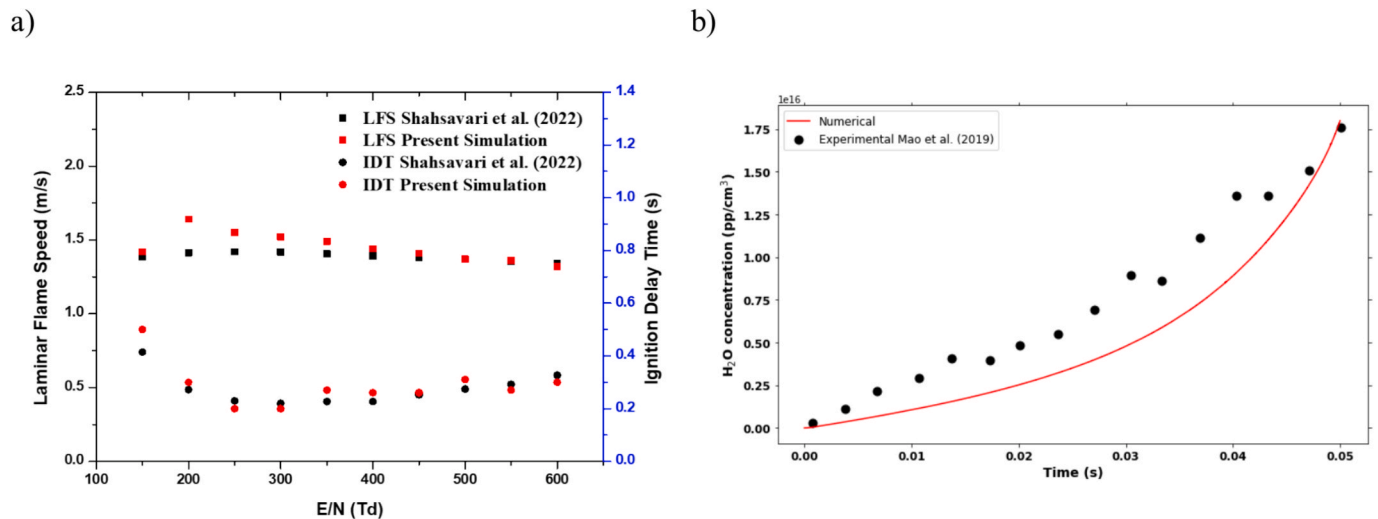 a)
2.5
2.0
1.5
1.0
0.5
0.0
Laminar Flame Speed (m/s)
LFS Shahsavari et al. (2022)
LFS Present Simulation
IDT Shahsavari et al. (2022)
IDT Present Simulation
1.4
1.2
1.0
0.8
0.6
0.4
0.2
0.0
Ignition Delay Time (s)
100 200 300 400 500 600
E/N (Td)
b)
1e16
Numerical
Experimental Mao et al. (2019)
1.75
1.50
1.25
1.00
0.75
0.50
0.25
0.00
H₂O concentration (pp/cm³)
0.00 0.01 0.02 0.03 0.04 0.05
Time (s)